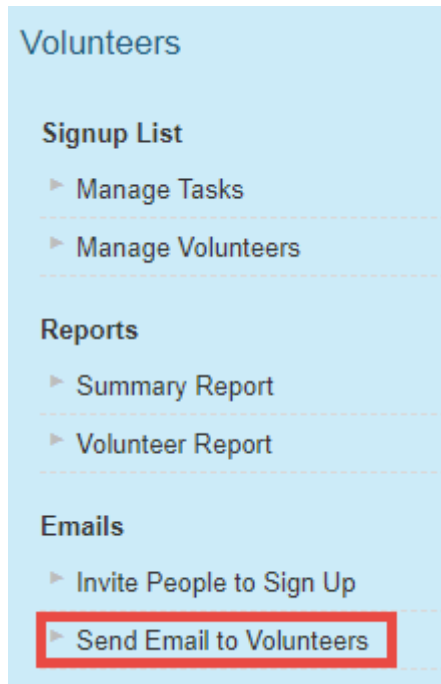 Volunteers
Signup List
Manage Tasks
Manage Volunteers
Reports
Summary Report
Volunteer Report
Emails
Invite People to Sign Up
Send Email to Volunteers